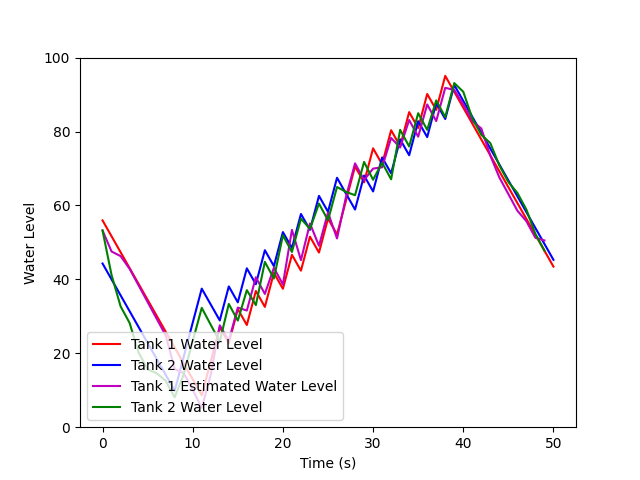 100
80
60
40
20
0
Water Level
Tank 1 Water Level
Tank 2 Water Level
Tank 1 Estimated Water Level
Tank 2 Water Level
0 10 20 30 40 50
Time (s)